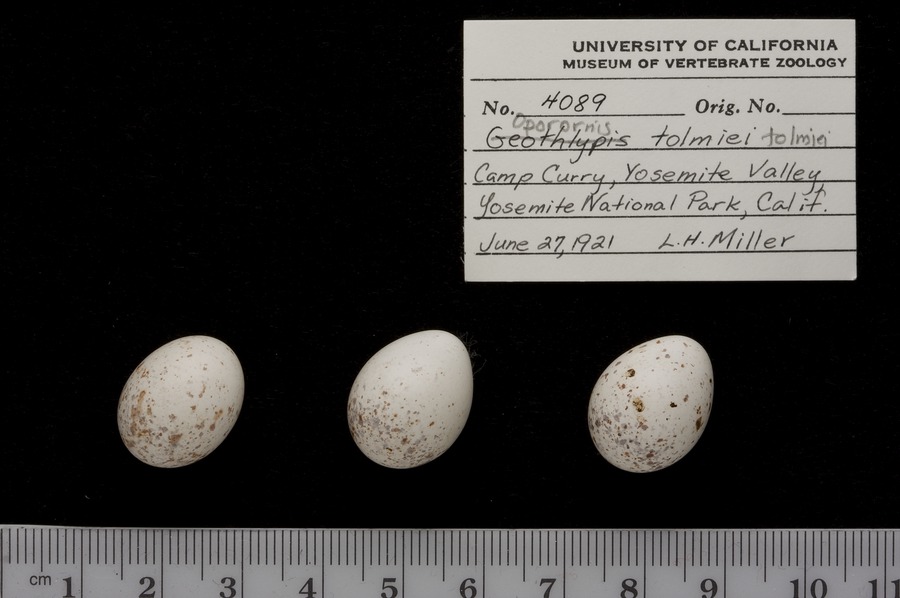 UNIVERSITY OF CALIFORNIA
MUSEUM OF VERTEBRATE ZOOLOGY
No. 4089 Orig. No.
Oporornis
Geothlypis tolmiei tolmiei
Camp Curry, Yosemite Valley,
Yosemite National Park, Calif.
June 27, 1921 L.H. Miller
cm 1 2 3 4 5 6 7 8 9 10 11